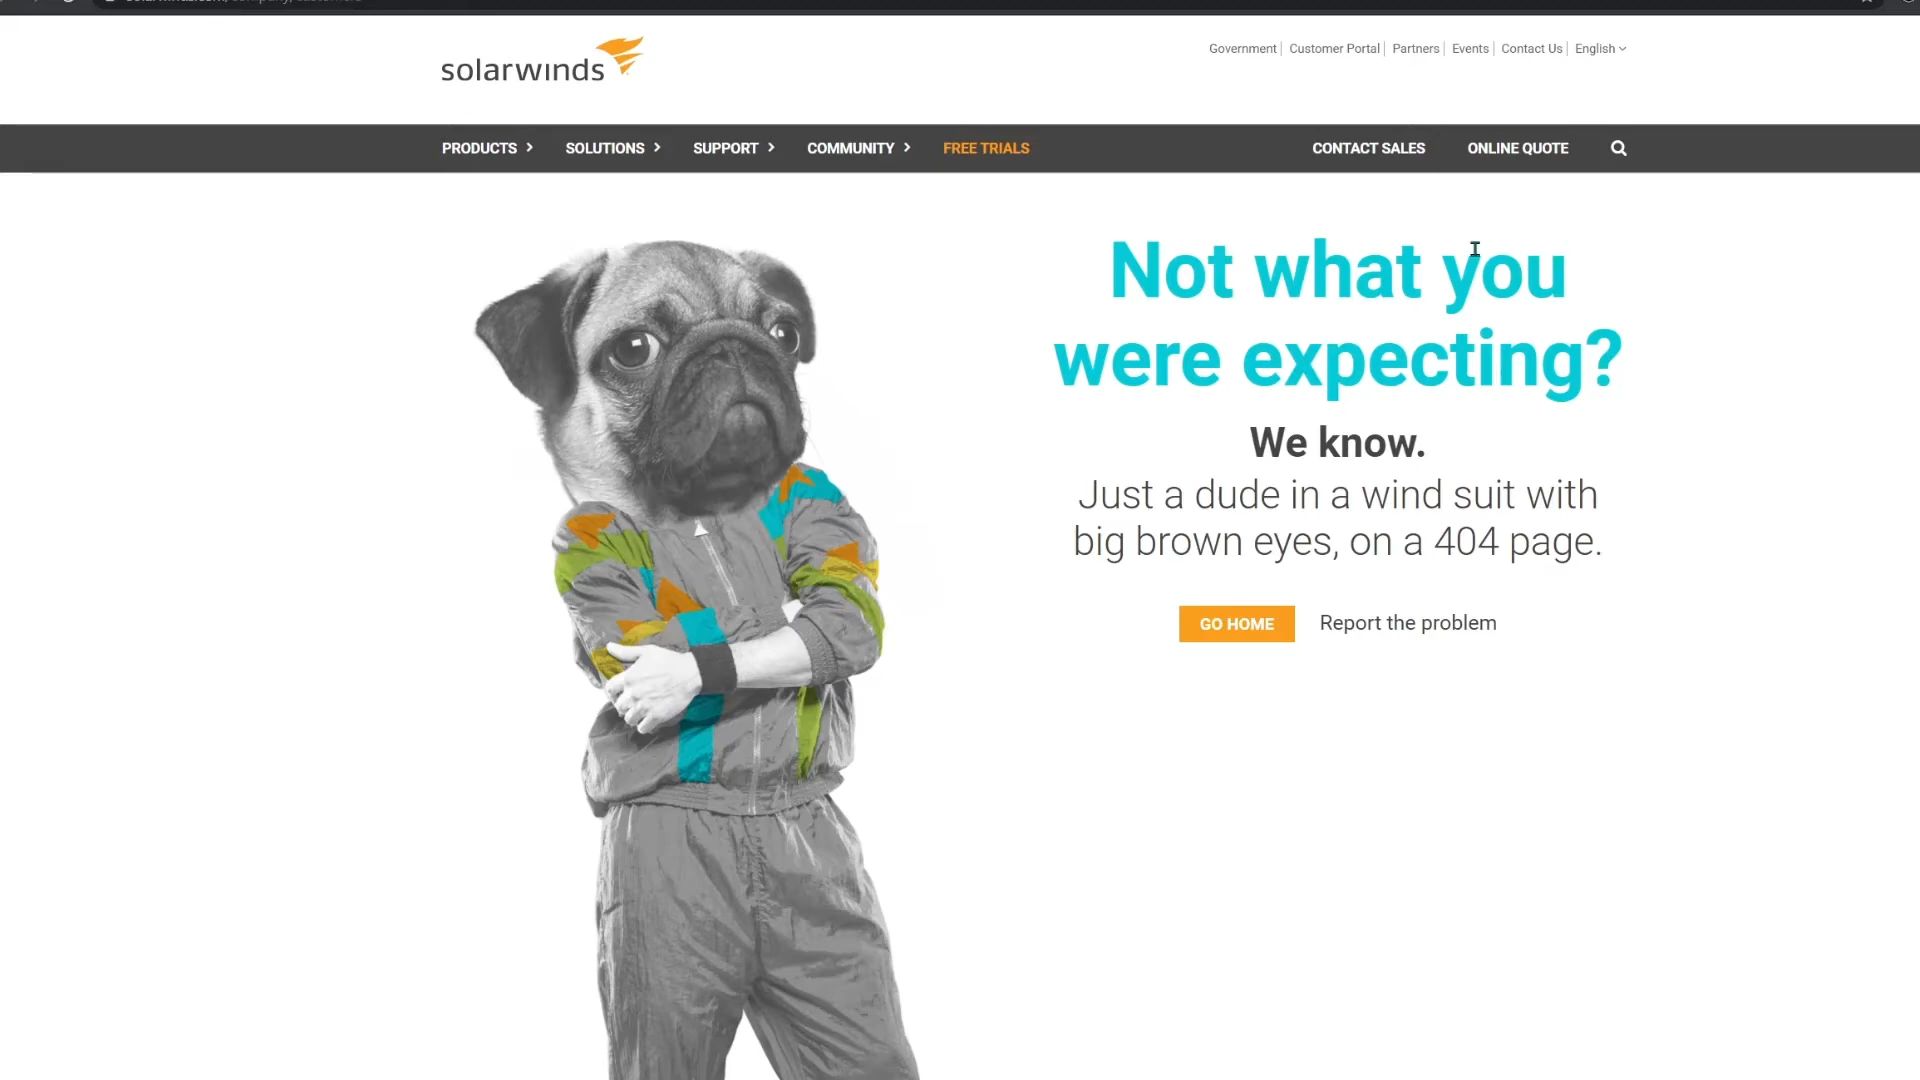 solarwinds
Government
Customer Portal
Partners
Events
Contact Us
English
PRODUCTS
SOLUTIONS
SUPPORT
COMMUNITY
FREE TRIALS
CONTACT SALES
ONLINE QUOTE
Not what you
were expecting?
We know.
Just a dude in a wind suit with
big brown eyes, on a 404 page.
GO HOME
Report the problem